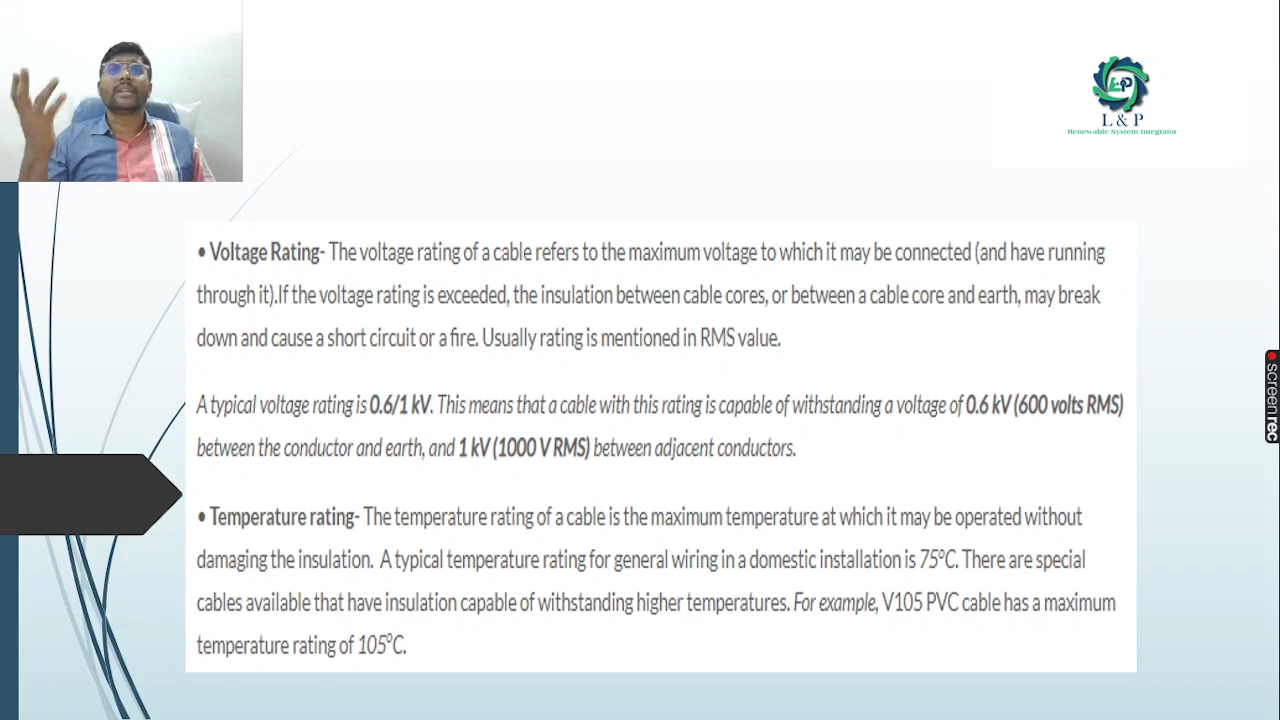 L&P
L & P
Renewable System Integrator
• Voltage Rating- The voltage rating of a cable refers to the maximum voltage to which it may be connected (and have running
through it).If the voltage rating is exceeded, the insulation between cable cores, or between a cable core and earth, may break
down and cause a short circuit or a fire. Usually rating is mentioned in RMS value.
A typical voltage rating is 0.6/1 kV. This means that a cable with this rating is capable of withstanding a voltage of 0.6 kV (600 volts RMS)
between the conductor and earth, and 1 kV (1000 V RMS) between adjacent conductors.
• Temperature rating- The temperature rating of a cable is the maximum temperature at which it may be operated without
damaging the insulation. A typical temperature rating for general wiring in a domestic installation is 75°C. There are special
cables available that have insulation capable of withstanding higher temperatures. For example, V105 PVC cable has a maximum
temperature rating of 105°C.
screenrec